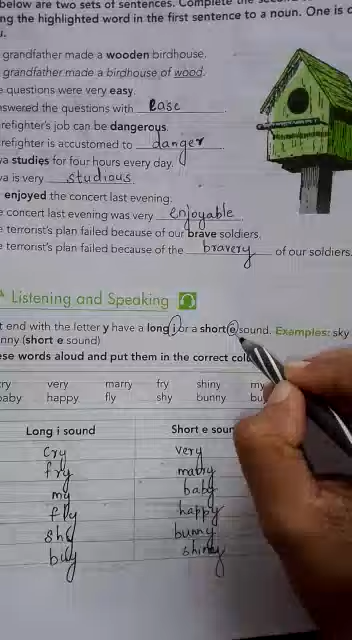 below are two sets of sentences. Complete the second
ng the highlighted word in the first sentence to a noun. One is
u.
grandfather made a wooden birdhouse.
grandfather made a birdhouse of wood.
e questions were very easy.
nswered the questions with ease
refighter's job can be dangerous.
refighter is accustomed to danger
ya studies for four hours every day.
ya is very studious
enjoyed the concert last evening.
e concert last evening was very enjoyable
e terrorist's plan failed because of our brave soldiers.
e terrorist's plan failed because of the bravery of our soldiers.
Listening and Speaking
t end with the letter y have a long i or a short e sound. Examples: sky
nny (short e sound)
ese words aloud and put them in the correct col
ry very marry fry shiny my
aby happy fly shy bunny bu
Long i sound Short e soun
cry very
fry marry
my baby
fly happy
shy bunny
buy shiny